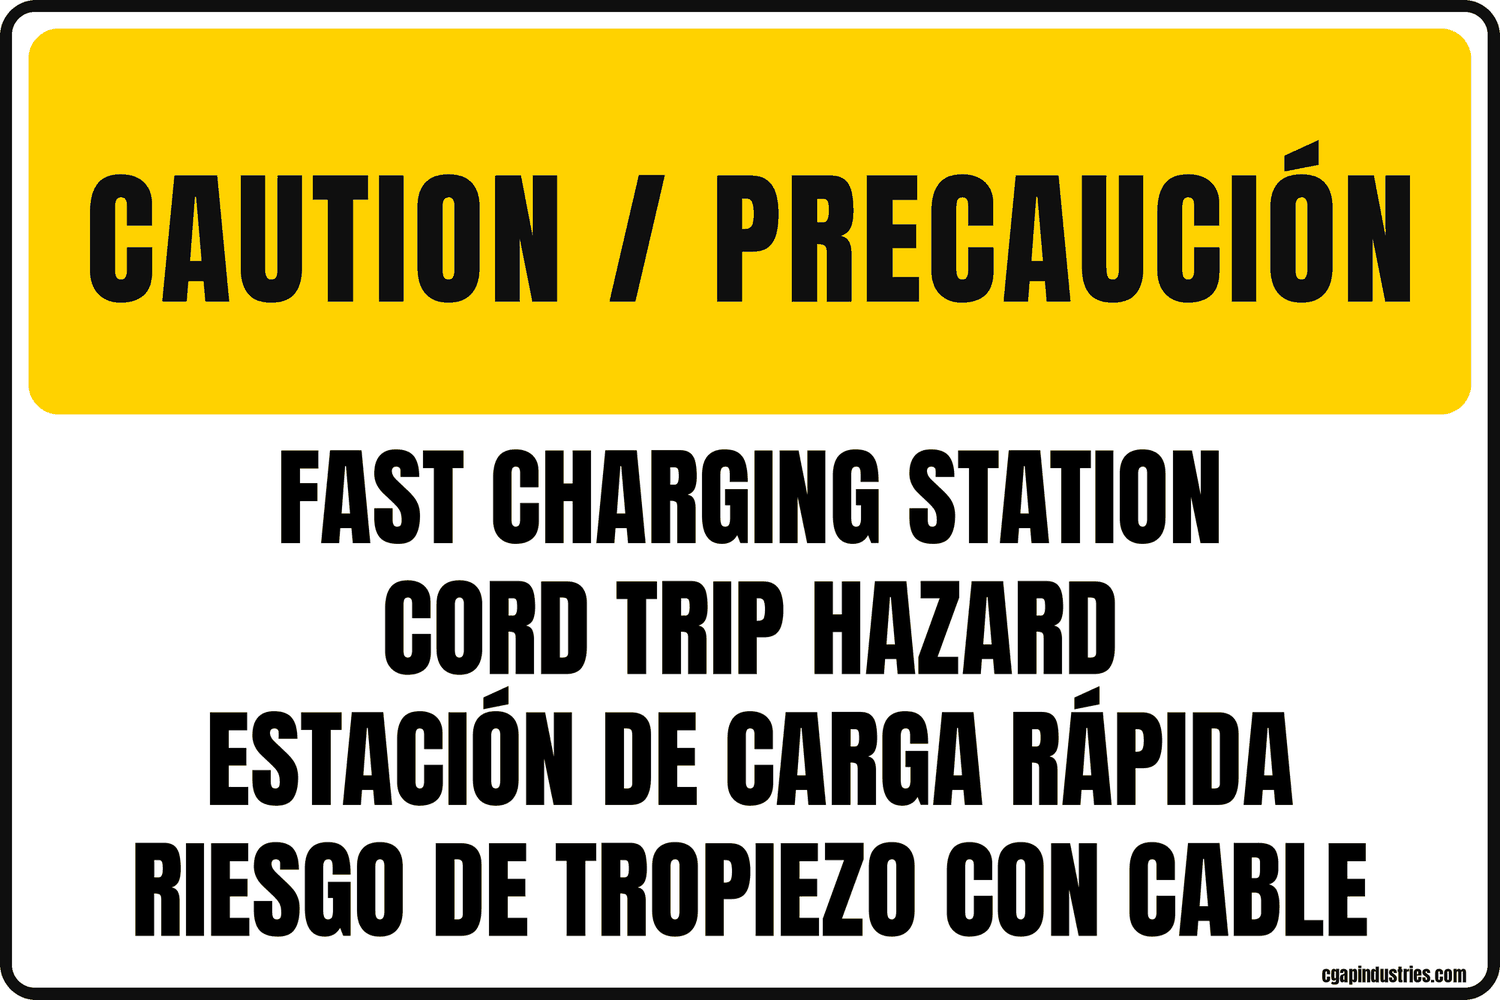 CAUTION / PRECAUCIÓN
FAST CHARGING STATION
CORD TRIP HAZARD
ESTACIÓN DE CARGA RÁPIDA
RIESGO DE TROPIEZO CON CABLE
cgapindustries.com